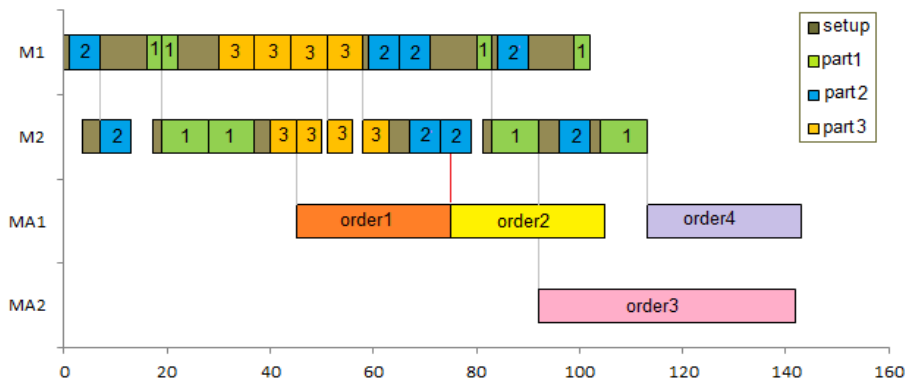 M1 2 1 1 3 3 3 3 2 2 1 2 1
setup
part1
part2
part3
M2 2 1 1 3 3 3 3 2 2 1 2 1
MA1 order1 order2 order4
MA2 order3
0 20 40 60 80 100 120 140 160